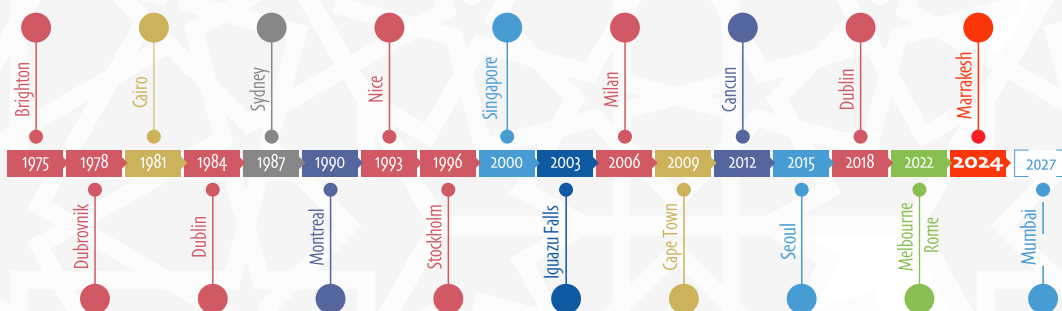 Brighton
Cairo
Sydney
Nice
Singapore
Milan
Cancun
Dublin
Marrakesh
1975 1978 1981 1984 1987 1990 1993 1996 2000 2003 2006 2009 2012 2015 2018 2022 2024 2027
Dubrovnik
Dublin
Montreal
Stockholm
Iguazu Falls
Cape Town
Seoul
Melbourne
Rome
Mumbai